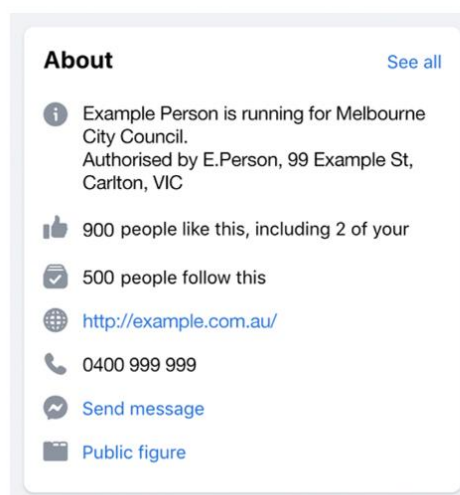 About
See all
Example Person is running for Melbourne
City Council.
Authorised by E.Person, 99 Example St,
Carlton, VIC
900 people like this, including 2 of your
500 people follow this
http://example.com.au/
0400 999 999
Send message
Public figure